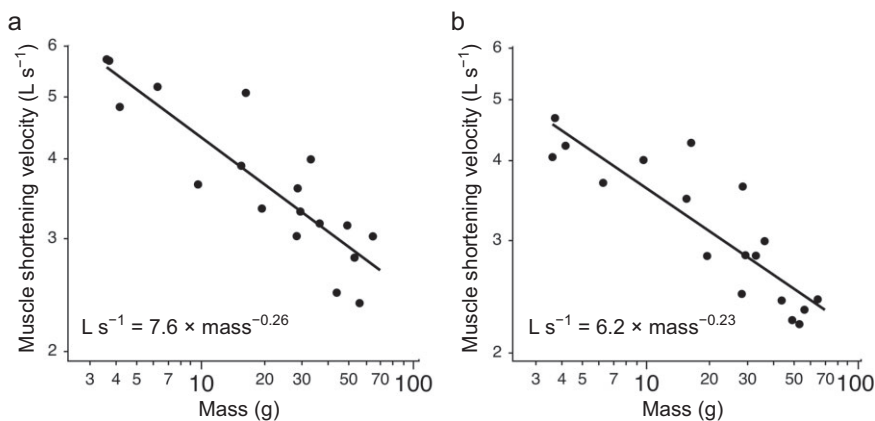 a
6
5
4
3
2
Muscle shortening velocity (L s⁻¹)
L s⁻¹ = 7.6 × mass⁻⁰·²⁶
3 4 5 7 10 20 30 50 70 100
Mass (g)
b
6
5
4
3
2
Muscle shortening velocity (L s⁻¹)
L s⁻¹ = 6.2 × mass⁻⁰·²³
3 4 5 7 10 20 30 50 70 100
Mass (g)